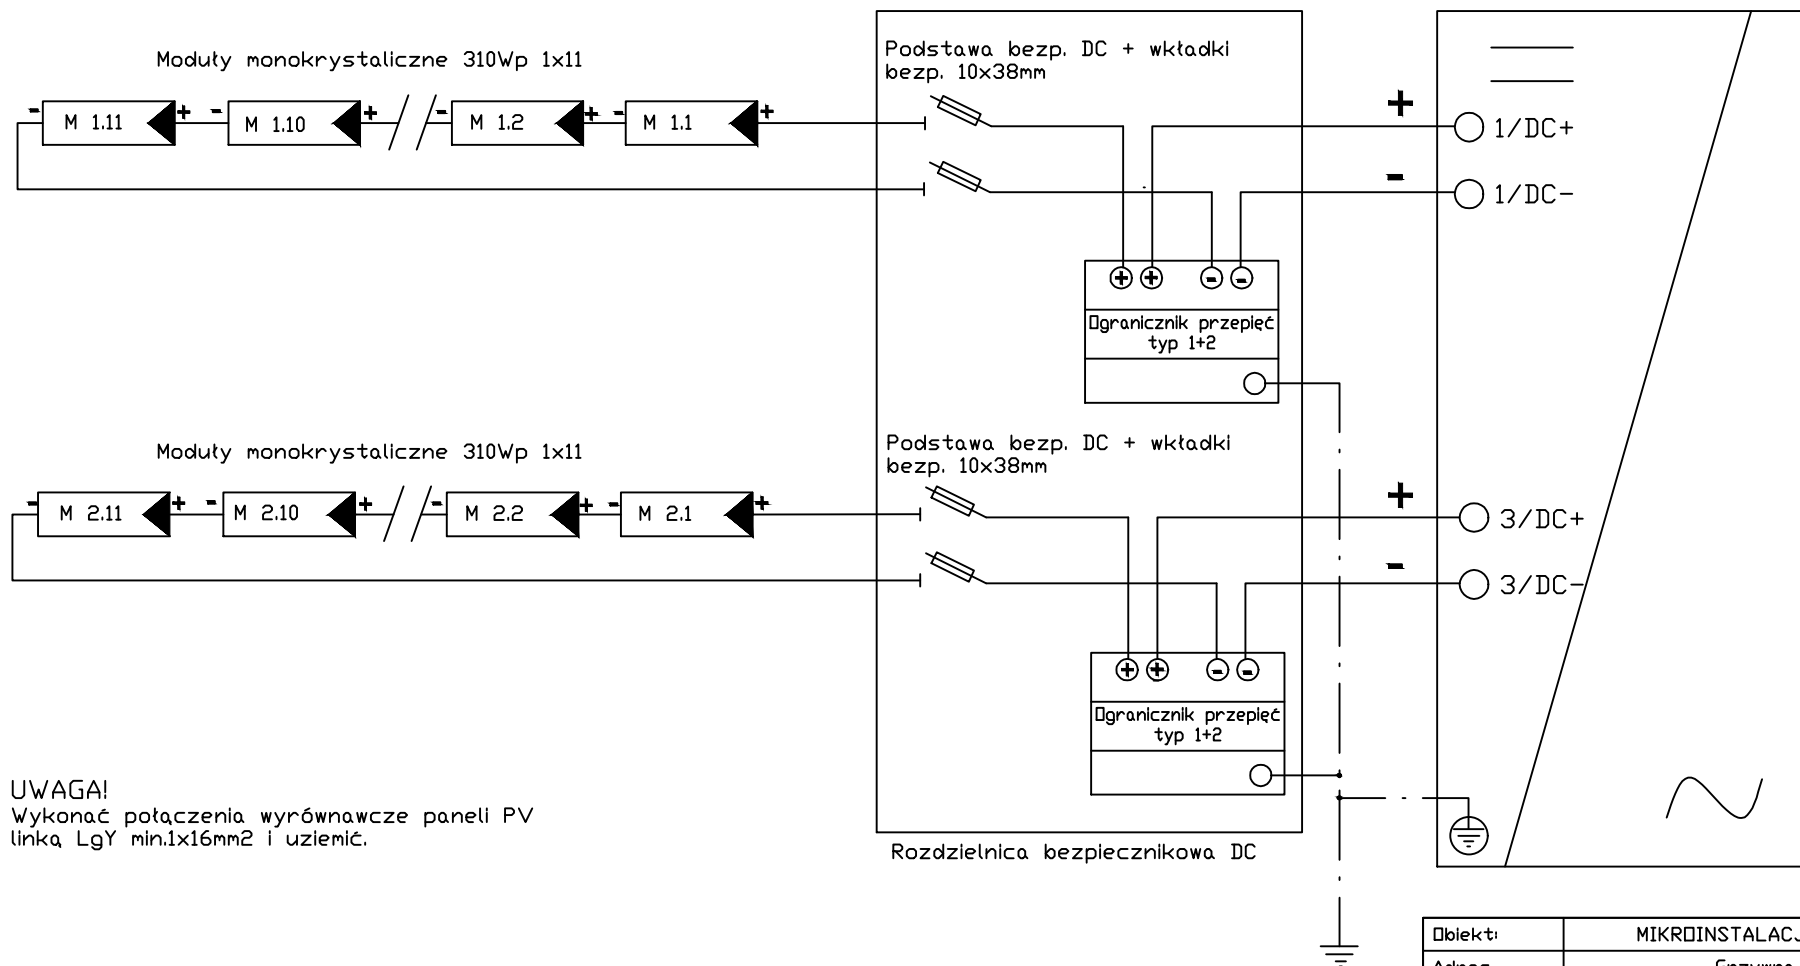 Moduły monokrystaliczne 310Wp 1x11
- M 1.11 + - M 1.10 + - M 1.2 + - M 1.1 +
Podstawa bezp. DC + wkładki
bezp. 10x38mm
+
1/DC+
-
1/DC-
+ + - -
Ogranicznik przepięć
typ 1+2
Moduły monokrystaliczne 310Wp 1x11
- M 2.11 + - M 2.10 + - M 2.2 + - M 2.1 +
Podstawa bezp. DC + wkładki
bezp. 10x38mm
+
3/DC+
-
3/DC-
+ + - -
Ogranicznik przepięć
typ 1+2
UWAGA!
Wykonać połączenia wyrównawcze paneli PV
linką LgY min.1x16mm2 i uziemić.
Rozdzielnica bezpiecznikowa DC
Obiekt: MIKROINSTALACJ